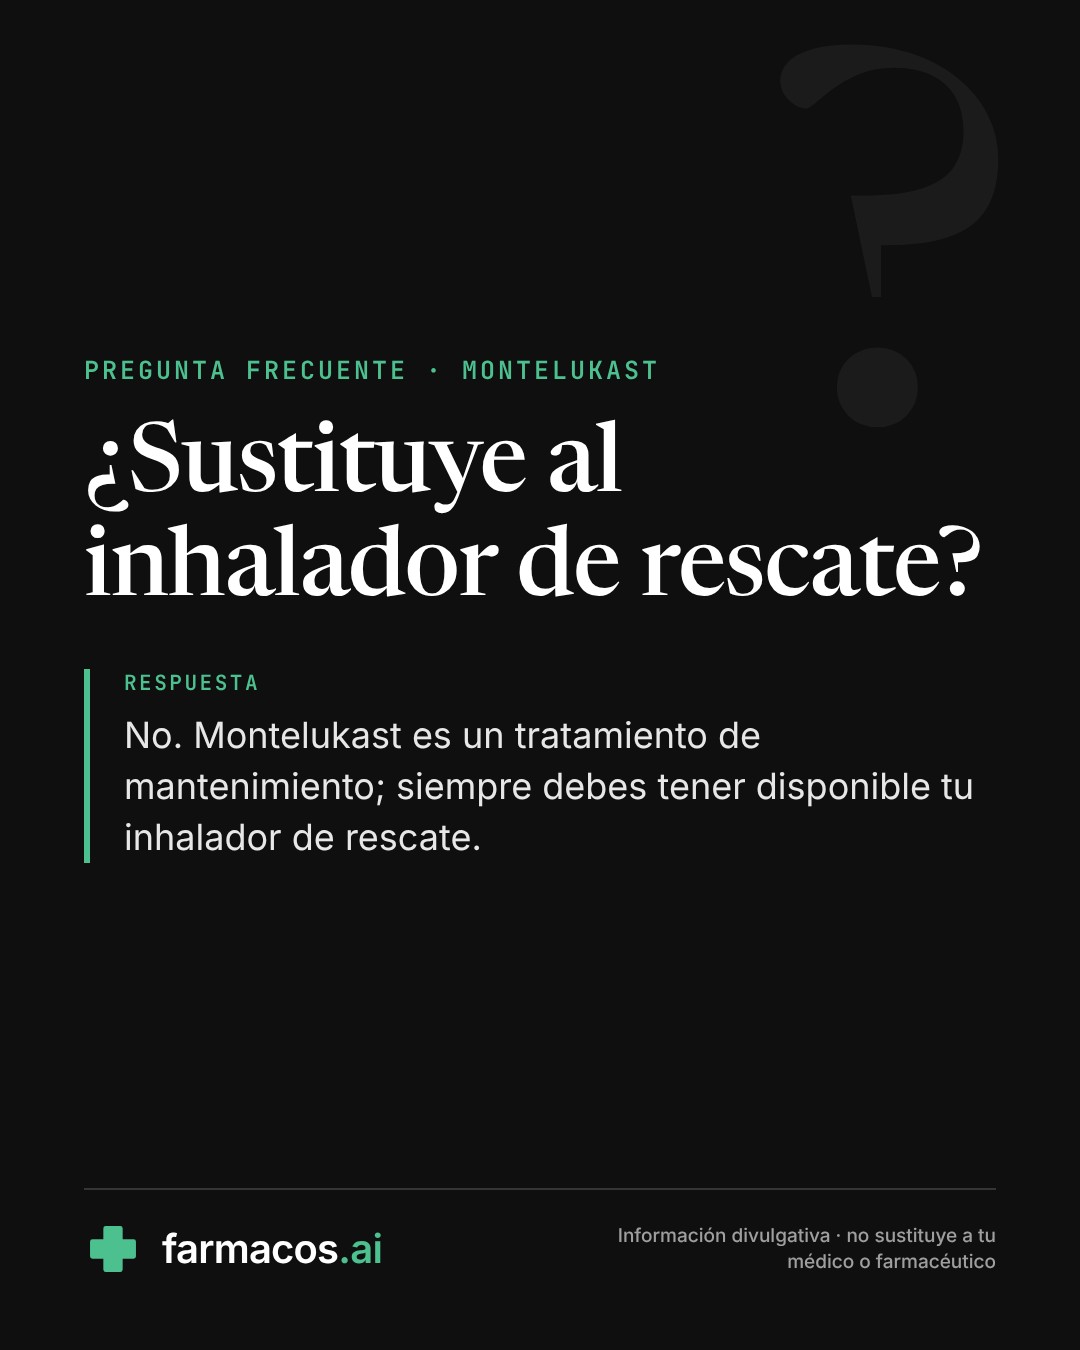 PREGUNTA FRECUENTE · MONTELUKAST
¿Sustituye al
inhalador de rescate?
RESPUESTA
No. Montelukast es un tratamiento de
mantenimiento; siempre debes tener disponible tu
inhalador de rescate.
farmacos.ai
Información divulgativa · no sustituye a tu
médico o farmacéutico